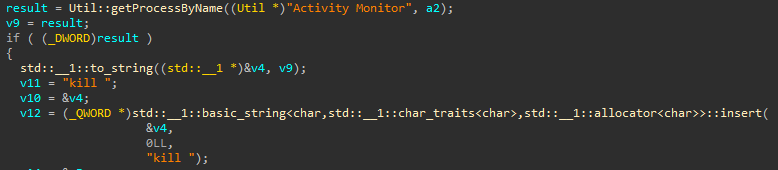 result = Util::getProcessByName((Util *)"Activity Monitor", a2);
v9 = result;
if ( (_DWORD)result )
{
std::__1::to_string((std::__1 *)&v4, v9);
v11 = "kill ";
v10 = &v4;
v12 = (_QWORD *)std::__1::basic_string<char,std::__1::char_traits<char>,std::__1::allocator<char>>::insert(
&v4,
0LL,
"kill ");